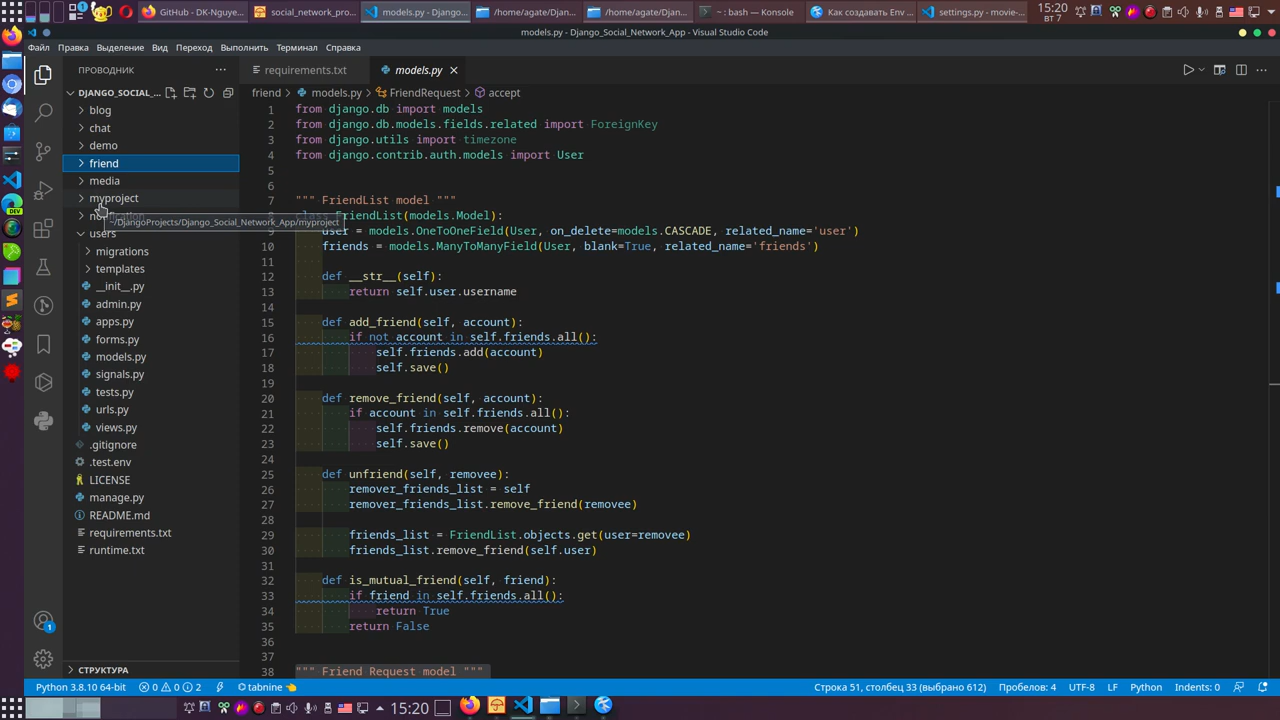 GitHub - DK-Nguye...
social_network_pro...
models.py - Django...
/home/agate/Djan...
/home/agate/Djan...
~ : bash — Konsole
Как создавать Env ...
settings.py - movie-...
15:20
ВТ 7
models.py - Django_Social_Network_App - Visual Studio Code
Файл Правка Выделение Вид Переход Выполнить Терминал Справка
ПРОВОДНИК
requirements.txt
models.py
DJANGO_SOCIAL_...
friend > models.py > FriendRequest > accept
blog
chat
demo
friend
media
myproject
~/DjangoProjects/Django_Social_Network_App/myproject
users
migrations
templates
__init__.py
admin.py
apps.py
forms.py
models.py
signals.py
tests.py
urls.py
views.py
.gitignore
.test.env
LICENSE
manage.py
README.md
requirements.txt
runtime.txt
СТРУКТУРА
DEV
1
1 from django.db import models
2 from django.db.models.fields.related import ForeignKey
3 from django.utils import timezone
4 from django.contrib.auth.models import User
5
6
7 """ FriendList model """
FriendList(models.Model):
9 user = models.OneToOneField(User, on_delete=models.CASCADE, related_name='user')
10 friends = models.ManyToManyField(User, blank=True, related_name='friends')
11
12 def __str__(self):
13 return self.user.username
14
15 def add_friend(self, account):
16 if not account in self.friends.all():
17 self.friends.add(account)
18 self.save()
19
20 def remove_friend(self, account):
21 if account in self.friends.all():
22 self.friends.remove(account)
23 self.save()
24
25 def unfriend(self, removee):
26 remover_friends_list = self
27 remover_friends_list.remove_friend(removee)
28
29 friends_list = FriendList.objects.get(user=removee)
30 friends_list.remove_friend(self.user)
31
32 def is_mutual_friend(self, friend):
33 if friend in self.friends.all():
34 return True
35 return False
36
37
38 """ Friend Request model """
Python 3.8.10 64-bit 0 0 2 tabnine Строка 51, столбец 33 (выбрано 612) Пробелов: 4 UTF-8 LF Python Indents: 0
15:20